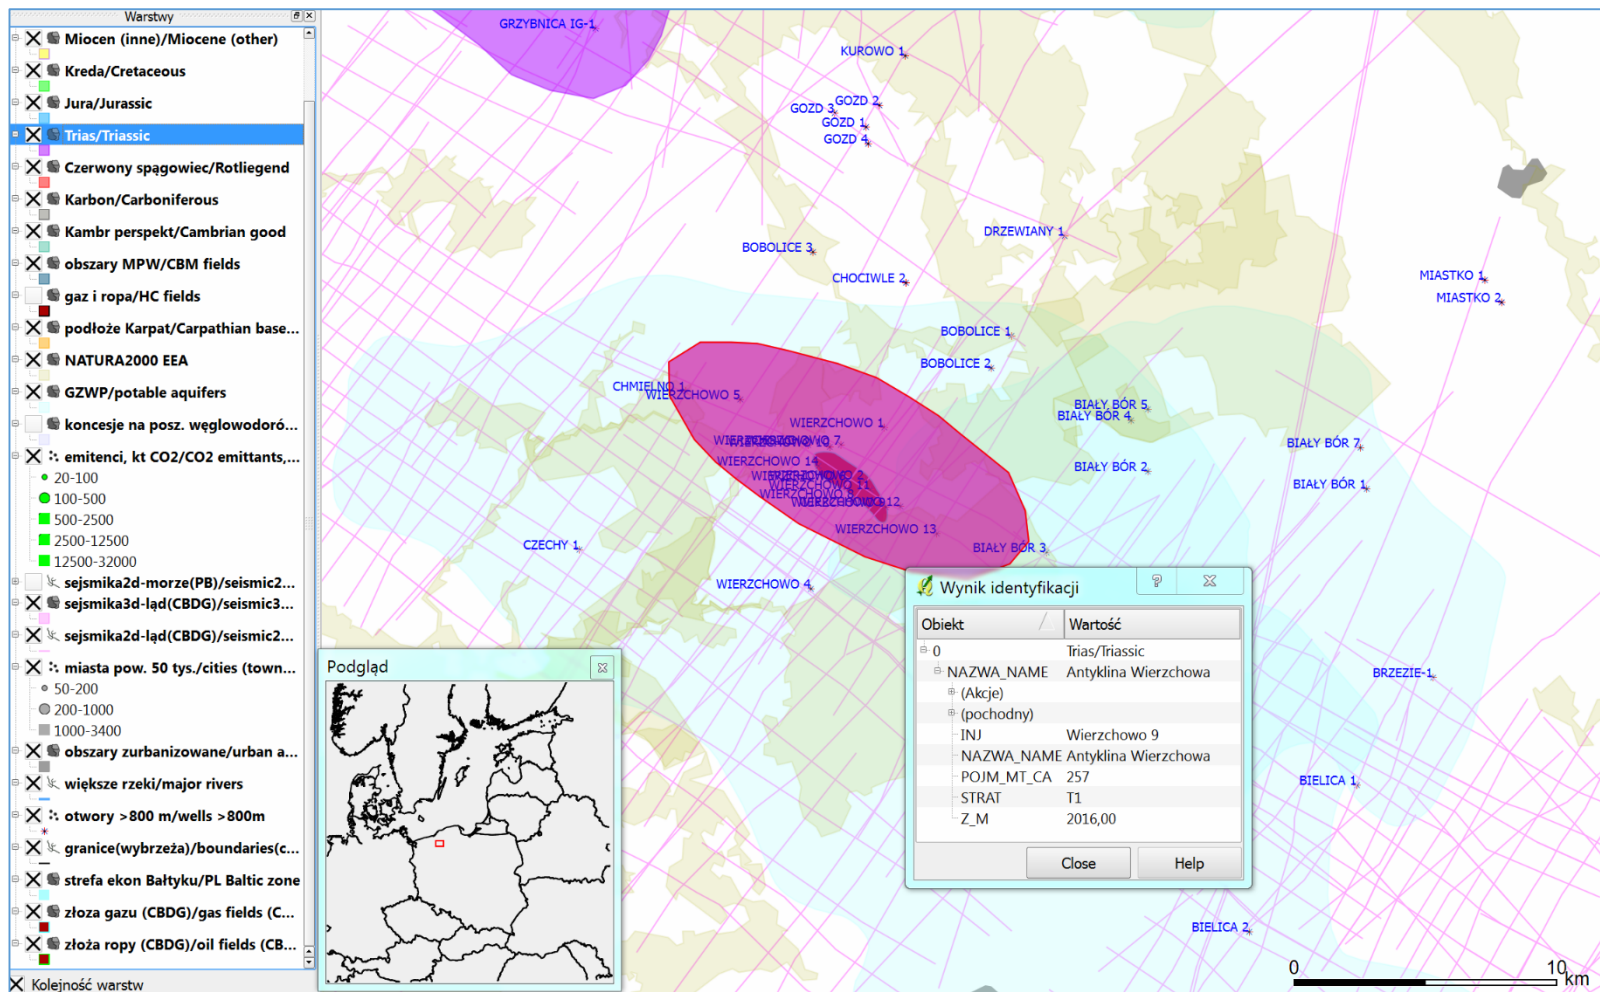 Warstwy
Miocen (inne)/Miocene (other)
Kreda/Cretaceous
Jura/Jurassic
Trias/Triassic
Czerwony spągowiec/Rotliegend
Karbon/Carboniferous
Kambr perspekt/Cambrian good
obszary MPW/CBM fields
gaz i ropa/HC fields
podłoże Karpat/Carpathian base...
NATURA2000 EEA
GZWP/potable aquifers
koncesje na posz. węglowodoró...
emitenci, kt CO2/CO2 emittants,...
20-100
100-500
500-2500
2500-12500
12500-32000
sejsmika2d-morze(PB)/seismic2...
sejsmika3d-ląd(CBDG)/seismic3...
sejsmika2d-ląd(CBDG)/seismic2...
miasta pow. 50 tys./cities (town...
50-200
200-1000
1000-3400
obszary zurbanizowane/urban a...
większe rzeki/major rivers
otwory >800 m/wells >800m
granice(wybrzeża)/boundaries(c...
strefa ekon Bałtyku/PL Baltic zone
złoza gazu (CBDG)/gas fields (C...
złoża ropy (CBDG)/oil fields (CB...
Kolejność warstw
GRZYBNICA IG-1
KUROWO 1
GOZD 2
GOZD 3
GOZD 1
GOZD 4
DRZEWIANY 1
BOBOLICE 3
CHOCIWLE 2
MIASTKO 1
MIASTKO 2
BOBOLICE 1
BOBOLICE 2
CHMIELNO 1
WIERZCHOWO 5
BIAŁY BÓR 5
BIAŁY BÓR 4
WIERZCHOWO 1
WIERZCHOWO 7
BIAŁY BÓR 7
WIERZCHOWO 14
BIAŁY BÓR 2
WIERZCHOWO 2
WIERZCHOWO 11
BIAŁY BÓR 1
WIERZCHOWO 8
12
WIERZCHOWO 13
CZECHY 1
BIAŁY BÓR 3
WIERZCHOWO 4
BRZEZIE-1
BIELICA 1
BIELICA 2
Podgląd
Wynik identyfikacji
Obiekt Wartość
0 Trias/Triassic
NAZWA_NAME Antyklina Wierzchowa
(Akcje)
(pochodny)
INJ Wierzchowo 9
NAZWA_NAME Antyklina Wierzchowa
POJM_MT_CA 257
STRAT T1
Z_M 2016,00
Close Help
0 10
km